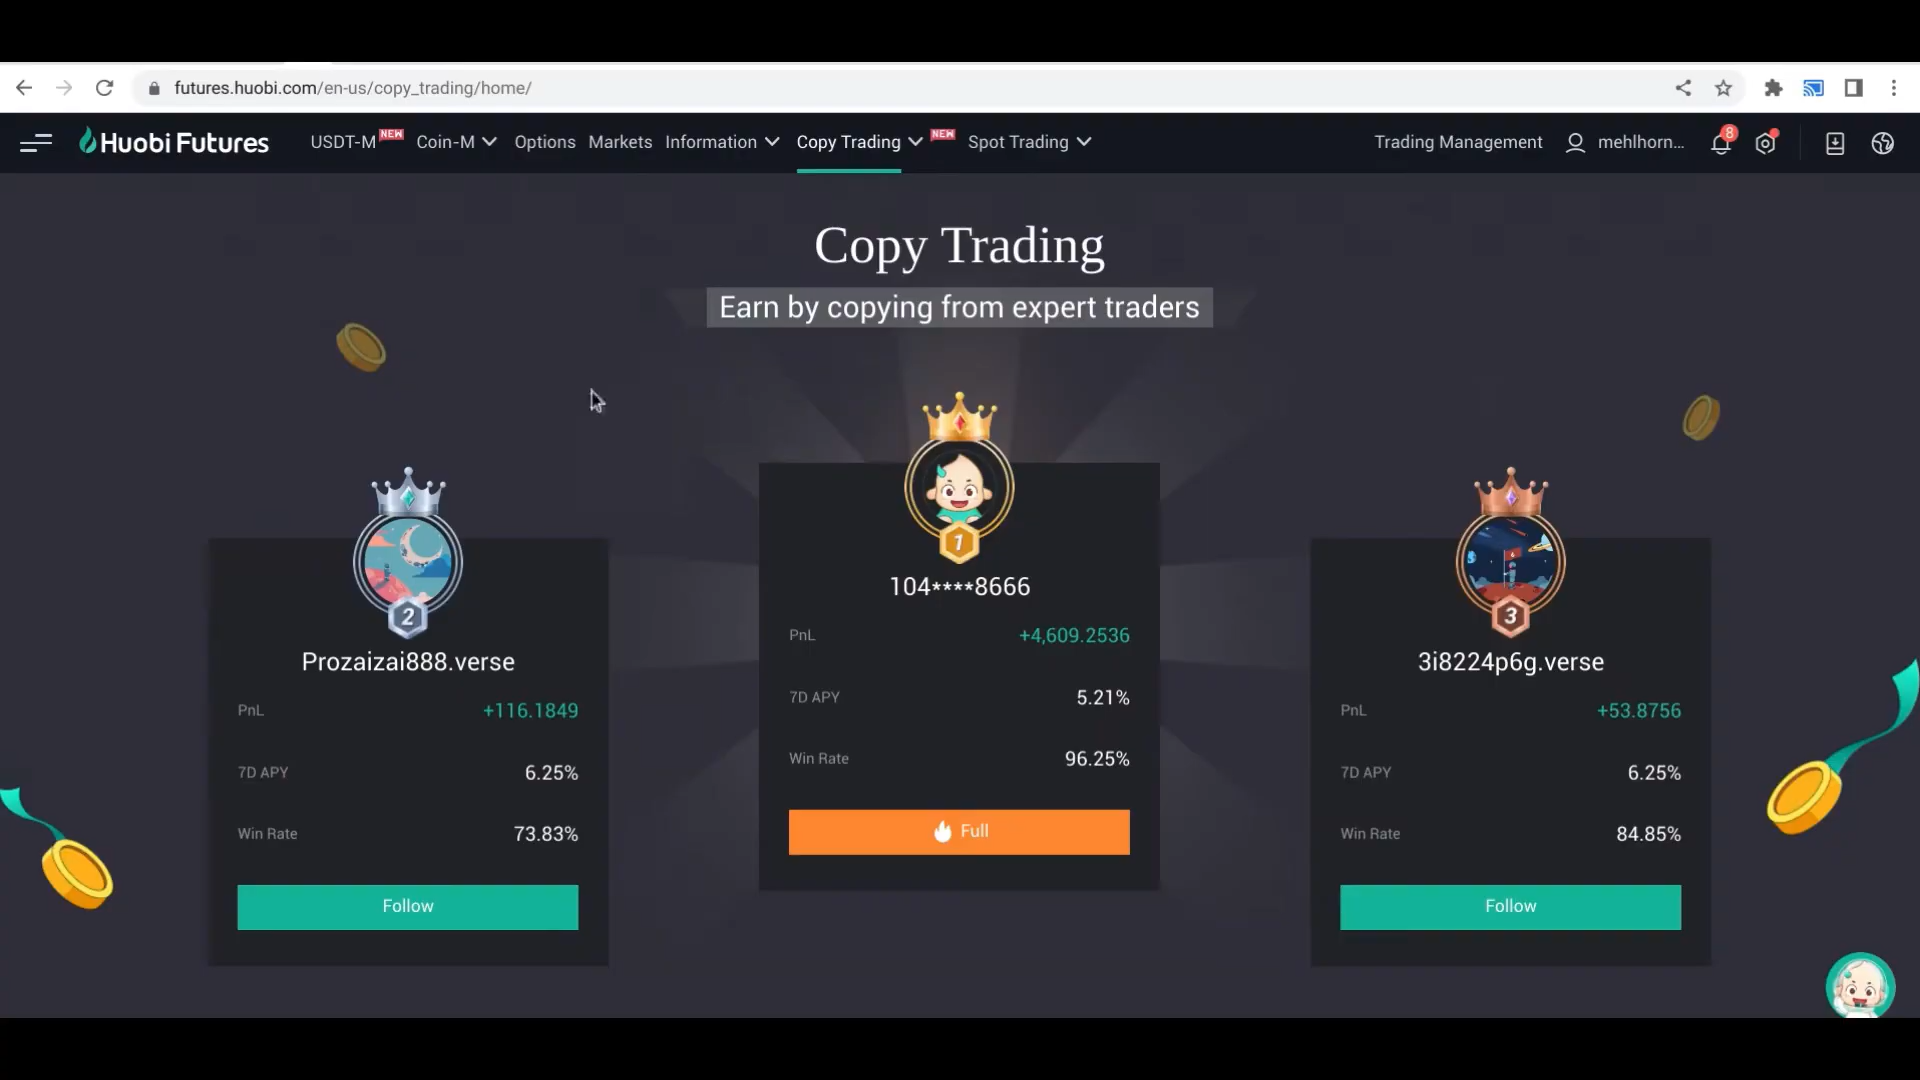 futures.huobi.com/en-us/copy_trading/home/
Huobi Futures
USDT-M NEW
Coin-M
Options
Markets
Information
Copy Trading NEW
Spot Trading
Trading Management
mehlhorn...
8
Copy Trading
Earn by copying from expert traders
2
Prozaizai888.verse
PnL +116.1849
7D APY 6.25%
Win Rate 73.83%
Follow
1
104****8666
PnL +4,609.2536
7D APY 5.21%
Win Rate 96.25%
Full
3
3i8224p6g.verse
PnL +53.8756
7D APY 6.25%
Win Rate 84.85%
Follow